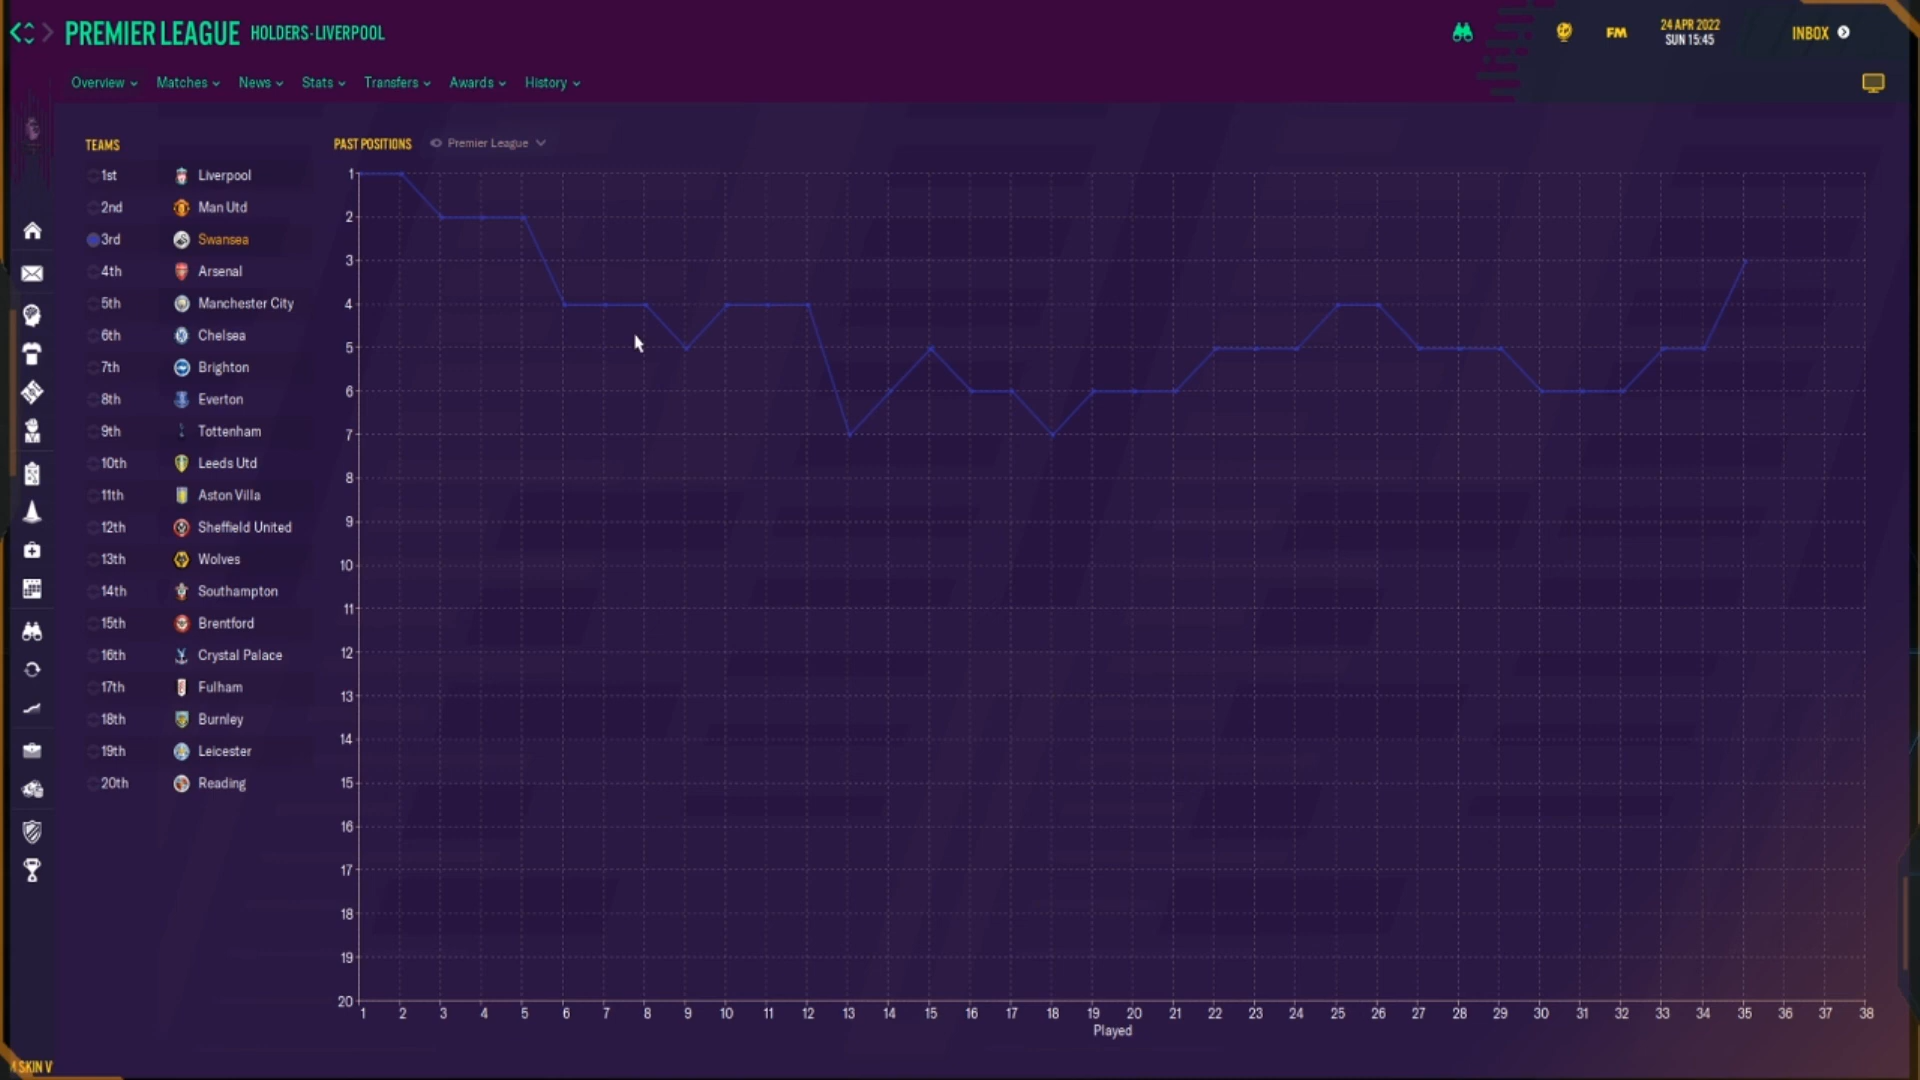 PREMIER LEAGUE HOLDERS - LIVERPOOL
FM
24 APR 2022
SUN 15:45
INBOX
Overview Matches News Stats Transfers Awards History
TEAMS
1st Liverpool
2nd Man Utd
3rd Swansea
4th Arsenal
5th Manchester City
6th Chelsea
7th Brighton
8th Everton
9th Tottenham
10th Leeds Utd
11th Aston Villa
12th Sheffield United
13th Wolves
14th Southampton
15th Brentford
16th Crystal Palace
17th Fulham
18th Burnley
19th Leicester
20th Reading
PAST POSITIONS Premier League
1
2
3
4
5
6
7
8
9
10
11
12
13
14
15
16
17
18
19
20
1 2 3 4 5 6 7 8 9 10 11 12 13 14 15 16 17 18 19 20 21 22 23 24 25 26 27 28 29 30 31 32 33 34 35 36 37 38
Played
SKIN V